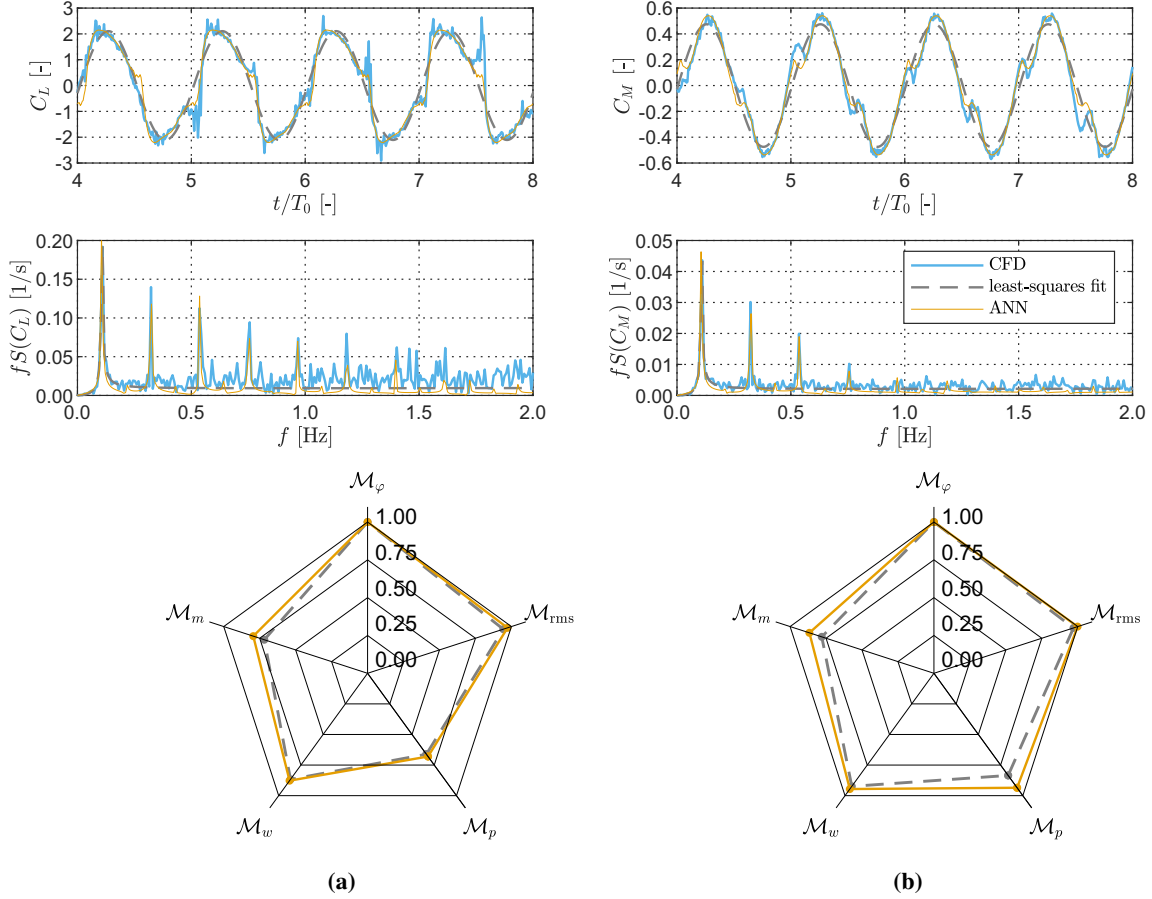 C_L [-]
3
2
1
0
-1
-2
-3
4 5 6 7 8
t/T_0 [-]
C_M [-]
0.6
0.4
0.2
0.0
-0.2
-0.4
-0.6
4 5 6 7 8
t/T_0 [-]
fS(C_L) [1/s]
0.20
0.15
0.10
0.05
0.00
0.0 0.5 1.0 1.5 2.0
f [Hz]
fS(C_M) [1/s]
0.05
0.04
0.03
0.02
0.01
0.00
0.0 0.5 1.0 1.5 2.0
f [Hz]
CFD
least-squares fit
ANN
ℳ_φ
1.00
0.75
0.50
0.25
0.00
ℳ_m
ℳ_rms
ℳ_w
ℳ_p
(a)
ℳ_φ
1.00
0.75
0.50
0.25
0.00
ℳ_m
ℳ_rms
ℳ_w
ℳ_p
(b)